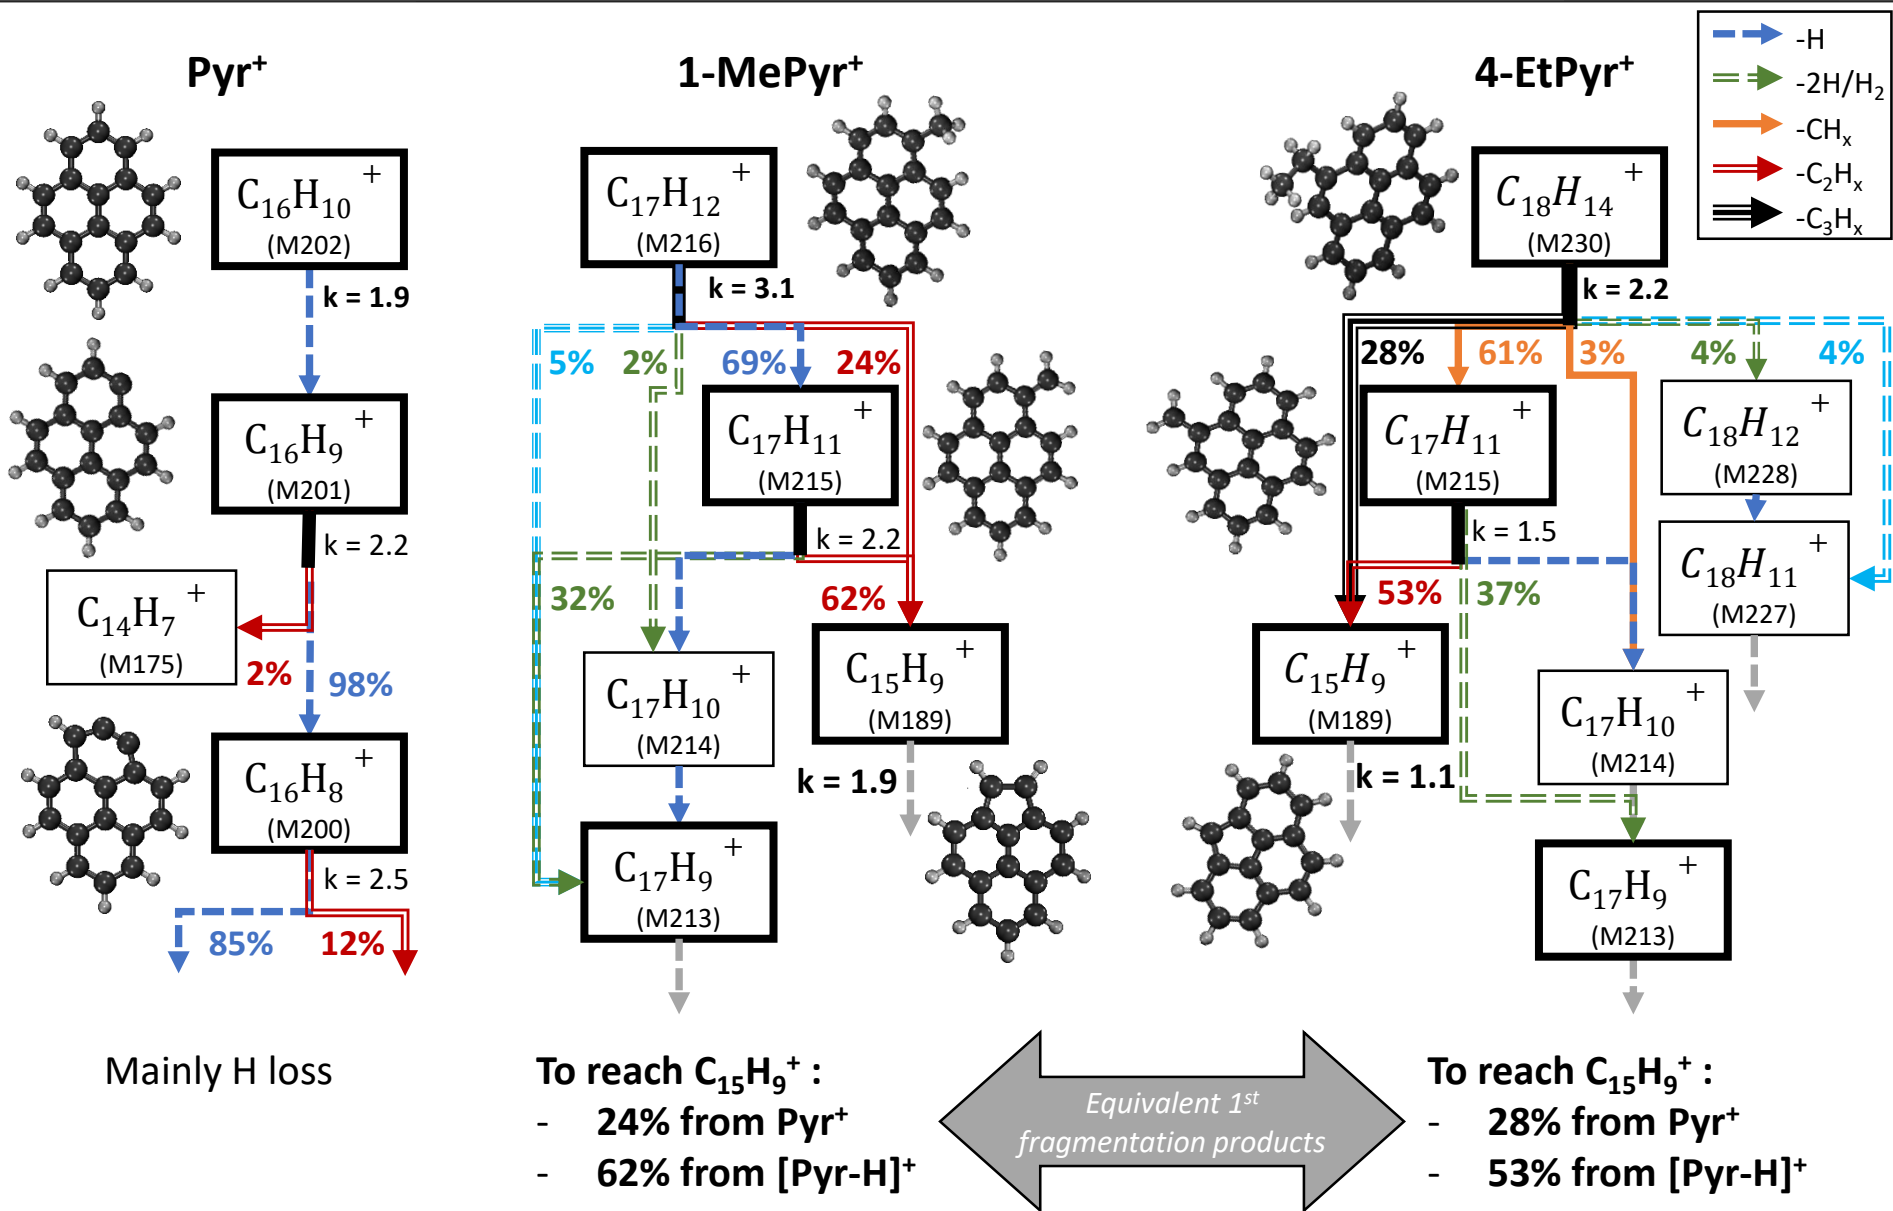 Pyr⁺
1-MePyr⁺
4-EtPyr⁺
-H
-2H/H₂
-CHₓ
-C₂Hₓ
-C₃Hₓ
C₁₆H₁₀⁺
(M202)
k = 1.9
C₁₆H₉⁺
(M201)
k = 2.2
C₁₄H₇⁺
(M175)
2%
98%
C₁₆H₈⁺
(M200)
k = 2.5
85%
12%
Mainly H loss
C₁₇H₁₂⁺
(M216)
k = 3.1
5%
2%
69%
24%
C₁₇H₁₁⁺
(M215)
k = 2.2
32%
62%
C₁₇H₁₀⁺
(M214)
C₁₅H₉⁺
(M189)
k = 1.9
C₁₇H₉⁺
(M213)
To reach C₁₅H₉⁺ :
- 24% from Pyr⁺
- 62% from [Pyr-H]⁺
Equivalent 1ˢᵗ
fragmentation products
C₁₈H₁₄⁺
(M230)
k = 2.2
28%
61%
3%
4%
4%
C₁₇H₁₁⁺
(M215)
k = 1.5
C₁₈H₁₂⁺
(M228)
C₁₈H₁₁⁺
(M227)
53%
37%
C₁₅H₉⁺
(M189)
k = 1.1
C₁₇H₁₀⁺
(M214)
C₁₇H₉⁺
(M213)
To reach C₁₅H₉⁺ :
- 28% from Pyr⁺
- 53% from [Pyr-H]⁺